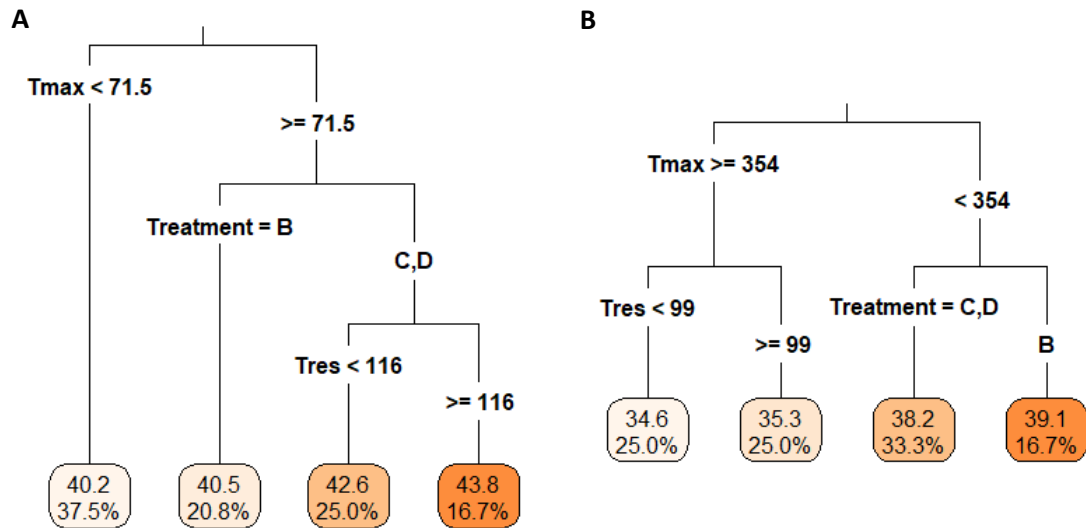 A
Tmax < 71.5
>= 71.5
Treatment = B
C,D
Tres < 116
>= 116
40.2
37.5%
40.5
20.8%
42.6
25.0%
43.8
16.7%
B
Tmax >= 354
< 354
Tres < 99
>= 99
Treatment = C,D
B
34.6
25.0%
35.3
25.0%
38.2
33.3%
39.1
16.7%